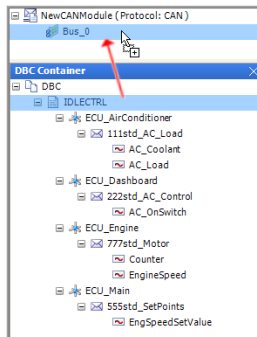 NewCANModule (Protocol: CAN )
Bus_0
DBC Container
DBC
IDLECTRL
ECU_AirConditioner
111std_AC_Load
AC_Coolant
AC_Load
ECU_Dashboard
222std_AC_Control
AC_OnSwitch
ECU_Engine
777std_Motor
Counter
EngineSpeed
ECU_Main
555std_SetPoints
EngSpeedSetValue